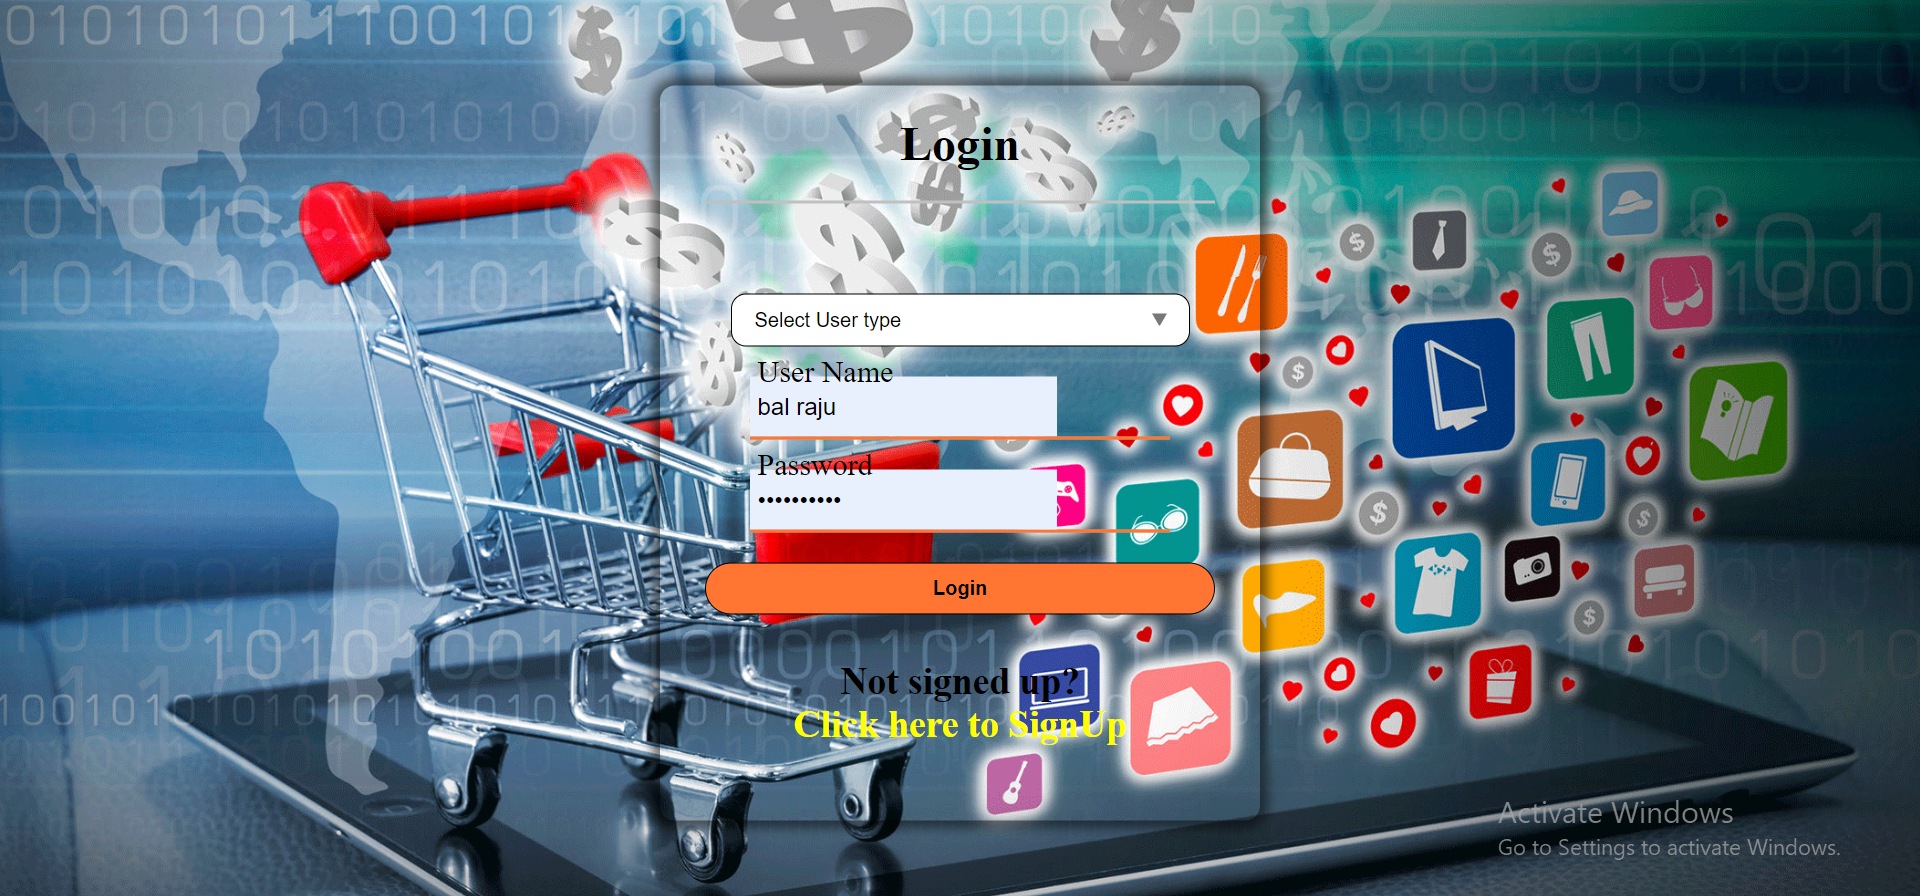 Login
Select User type
User Name
bal raju
Password
••••••••••
Login
Not signed up?
Click here to SignUp
Activate Windows
Go to Settings to activate Windows.